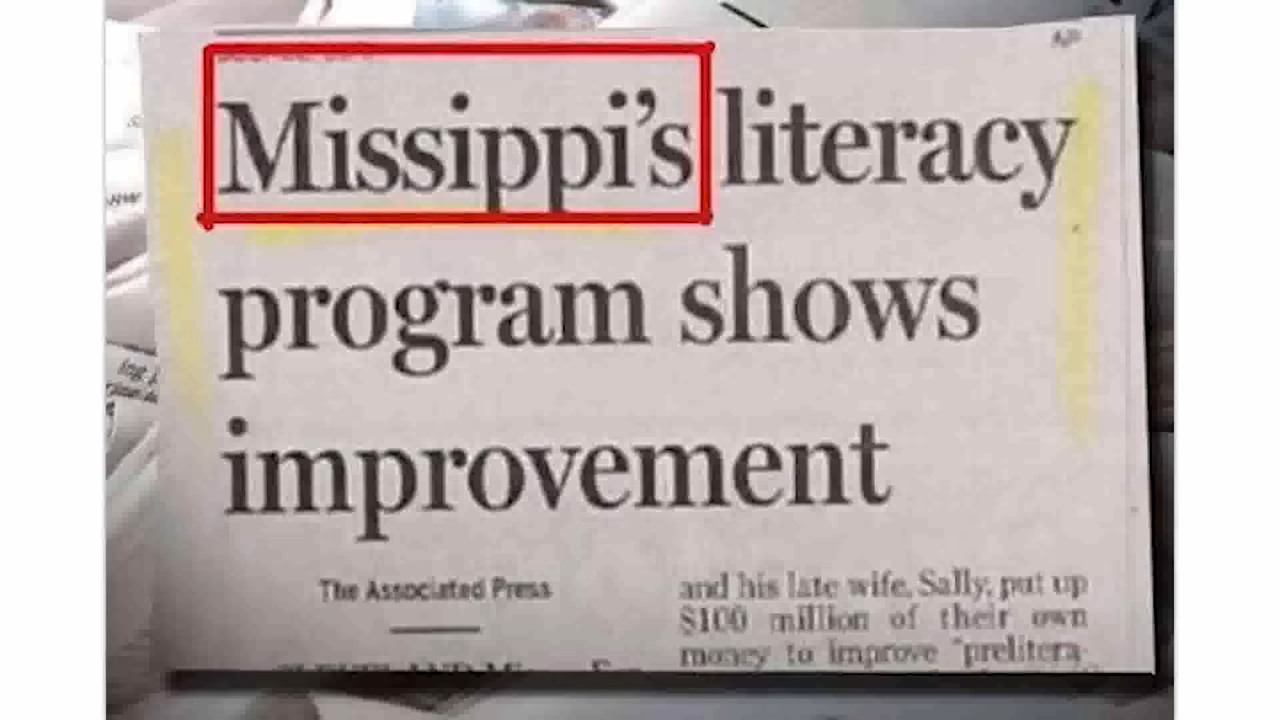 Missippi's literacy
program shows
improvement
The Associated Press
and his late wife, Sally, put up
$100 million of their own
money to improve "prelitera-